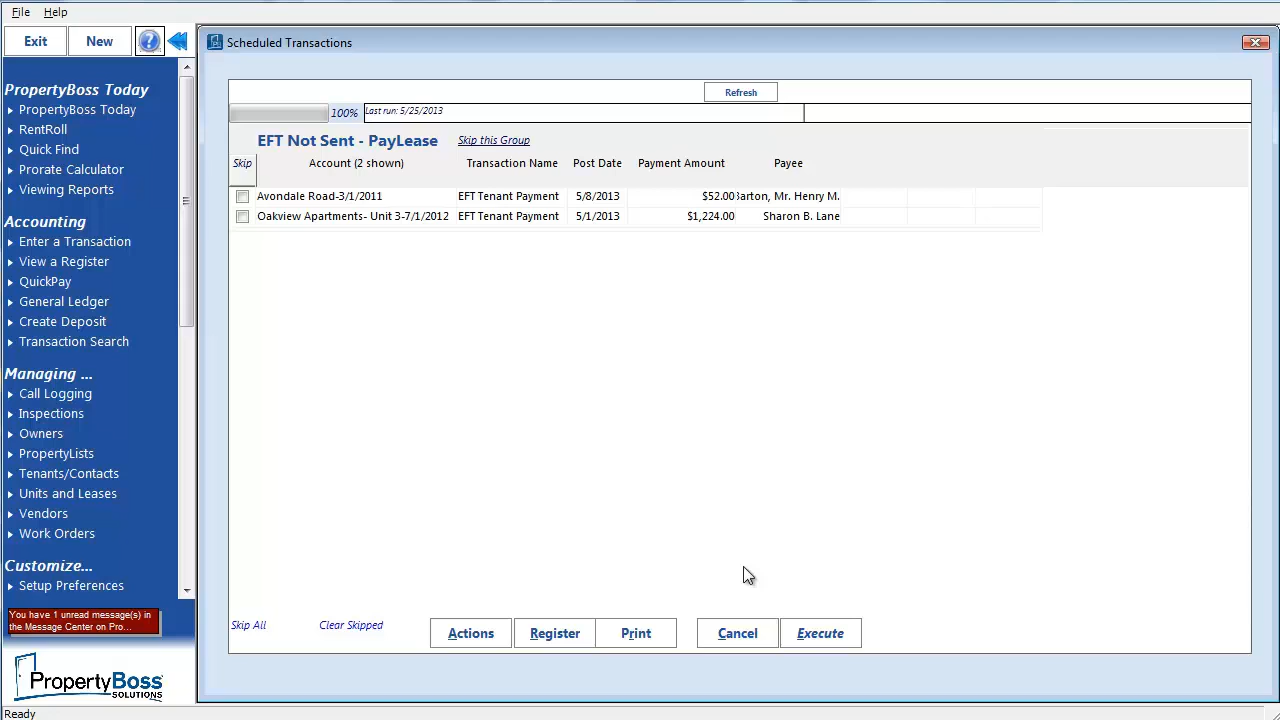 File Help
Exit New ?
Scheduled Transactions
PropertyBoss Today
PropertyBoss Today
RentRoll
Quick Find
Prorate Calculator
Viewing Reports
Accounting
Enter a Transaction
View a Register
QuickPay
General Ledger
Create Deposit
Transaction Search
Managing ...
Call Logging
Inspections
Owners
PropertyLists
Tenants/Contacts
Units and Leases
Vendors
Work Orders
Customize...
Setup Preferences
You have 1 unread message(s) in
the Message Center on Pro...
PropertyBoss
SOLUTIONS
Refresh
100% Last run: 5/25/2013
EFT Not Sent - PayLease Skip this Group
Skip Account (2 shown) Transaction Name Post Date Payment Amount Payee
Avondale Road-3/1/2011 EFT Tenant Payment 5/8/2013 $52.00 Mr. Henry M.
Oakview Apartments- Unit 3-7/1/2012 EFT Tenant Payment 5/1/2013 $1,224.00 Sharon B. Lane
Skip All Clear Skipped Actions Register Print Cancel Execute
Ready